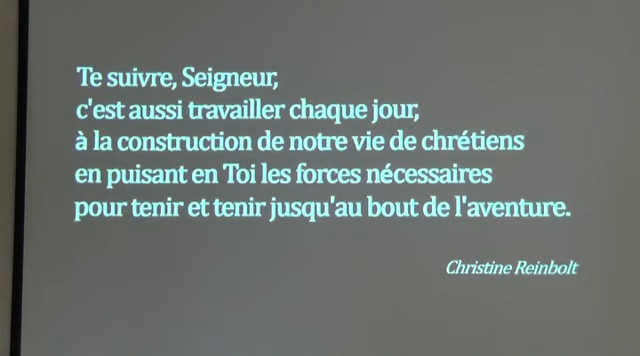 Te suivre, Seigneur,
c'est aussi travailler chaque jour,
à la construction de notre vie de chrétiens
en puisant en Toi les forces nécessaires
pour tenir et tenir jusqu'au bout de l'aventure.
Christine Reinbolt